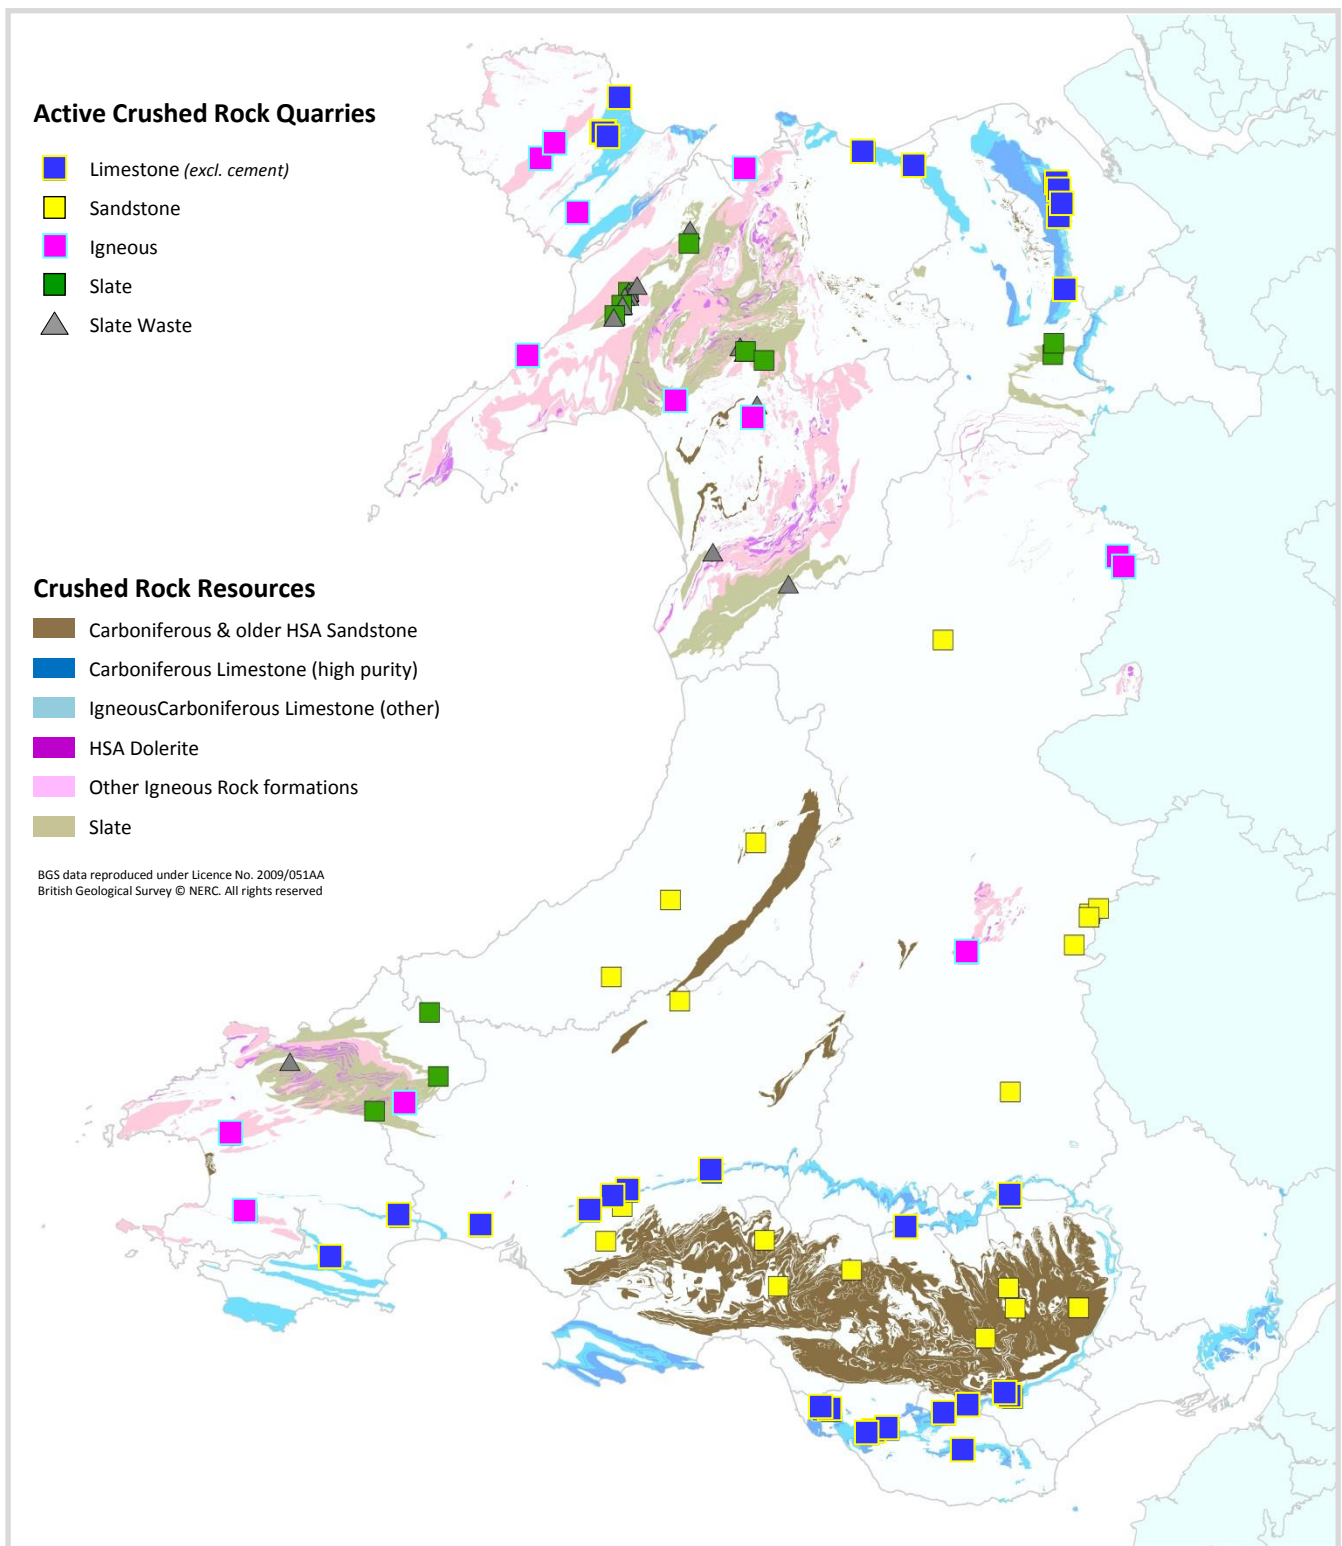 Active Crushed Rock Quarries
Limestone (excl. cement)
Sandstone
Igneous
Slate
Slate Waste
Crushed Rock Resources
Carboniferous & older HSA Sandstone
Carboniferous Limestone (high purity)
IgneousCarboniferous Limestone (other)
HSA Dolerite
Other Igneous Rock formations
Slate
BGS data reproduced under Licence No. 2009/051AA
British Geological Survey © NERC. All rights reserved